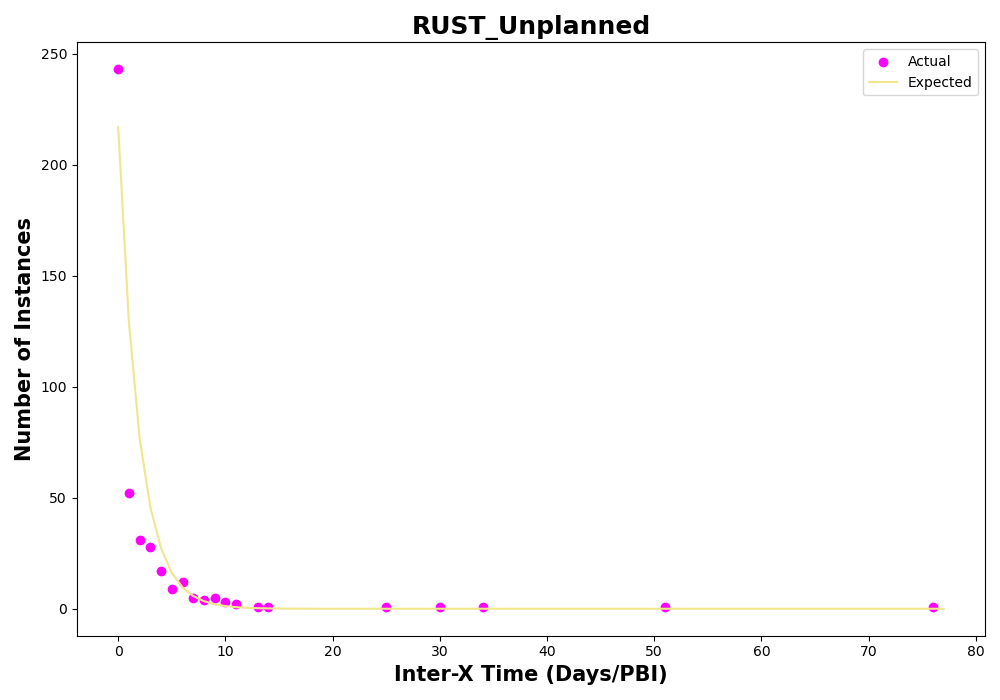 RUST_Unplanned
Actual
Expected
250
200
150
100
50
0
Number of Instances
0 10 20 30 40 50 60 70 80
Inter-X Time (Days/PBI)